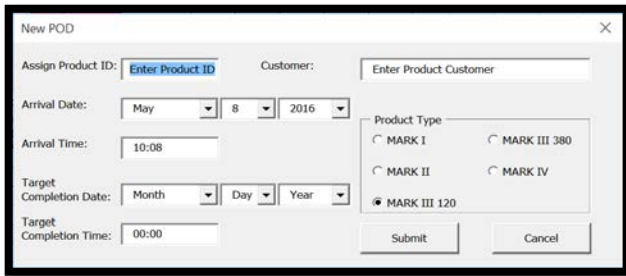 New POD
Assign Product ID: Enter Product ID Customer: Enter Product Customer
Arrival Date: May 8 2016
Product Type
Arrival Time: 10:08
MARK I MARK III 380
MARK II MARK IV
Target
Completion Date: Month Day Year
MARK III 120
Target
Completion Time: 00:00
Submit Cancel